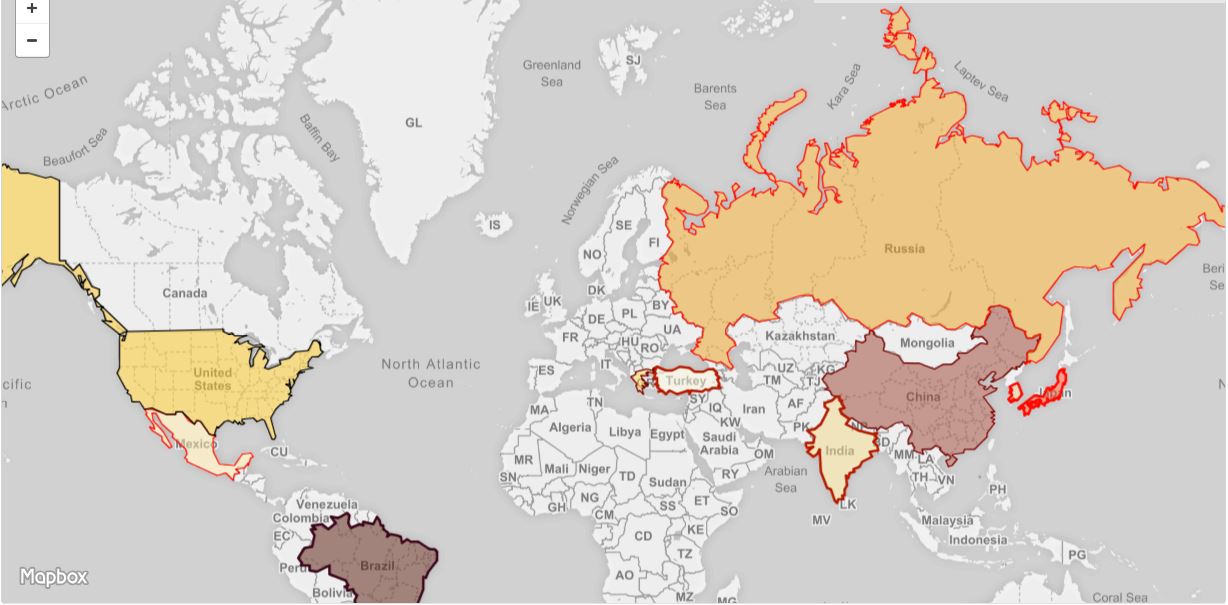 +
−
Arctic Ocean
Beaufort Sea
Baffin Bay
GL
Greenland
Sea
SJ
Barents
Sea
Kara Sea
Laptev Sea
Norwegian Sea
IS
SE
FI
NO
Russia
Canada
DK
IE
UK
BY
DE
PL
FR
UA
HU
RO
Kazakhstan
Mongolia
Beri
Se
North Atlantic
Ocean
cific
n
United
States
ES
IT
Turkey
UZ
KG
TM
TJ
China
Japan
MA
TN
SY
IQ
Iran
AF
KW
PK
NP
Mexico
CU
Algeria
Libya
Egypt
Saudi
Arabia
OM
India
BD
MM
LA
MR
Mali
Niger
TD
Sudan
RY
Arabian
Sea
TH
VN
SN
PH
Venezuela
Colombia
GH
NG
CM
SS
ET
SO
LK
MV
Malaysia
Indonesia
EC
CD
KE
PG
Peru
Brazil
TZ
Bolivia
AO
MZ
MG
Coral Sea
N
Mapbox